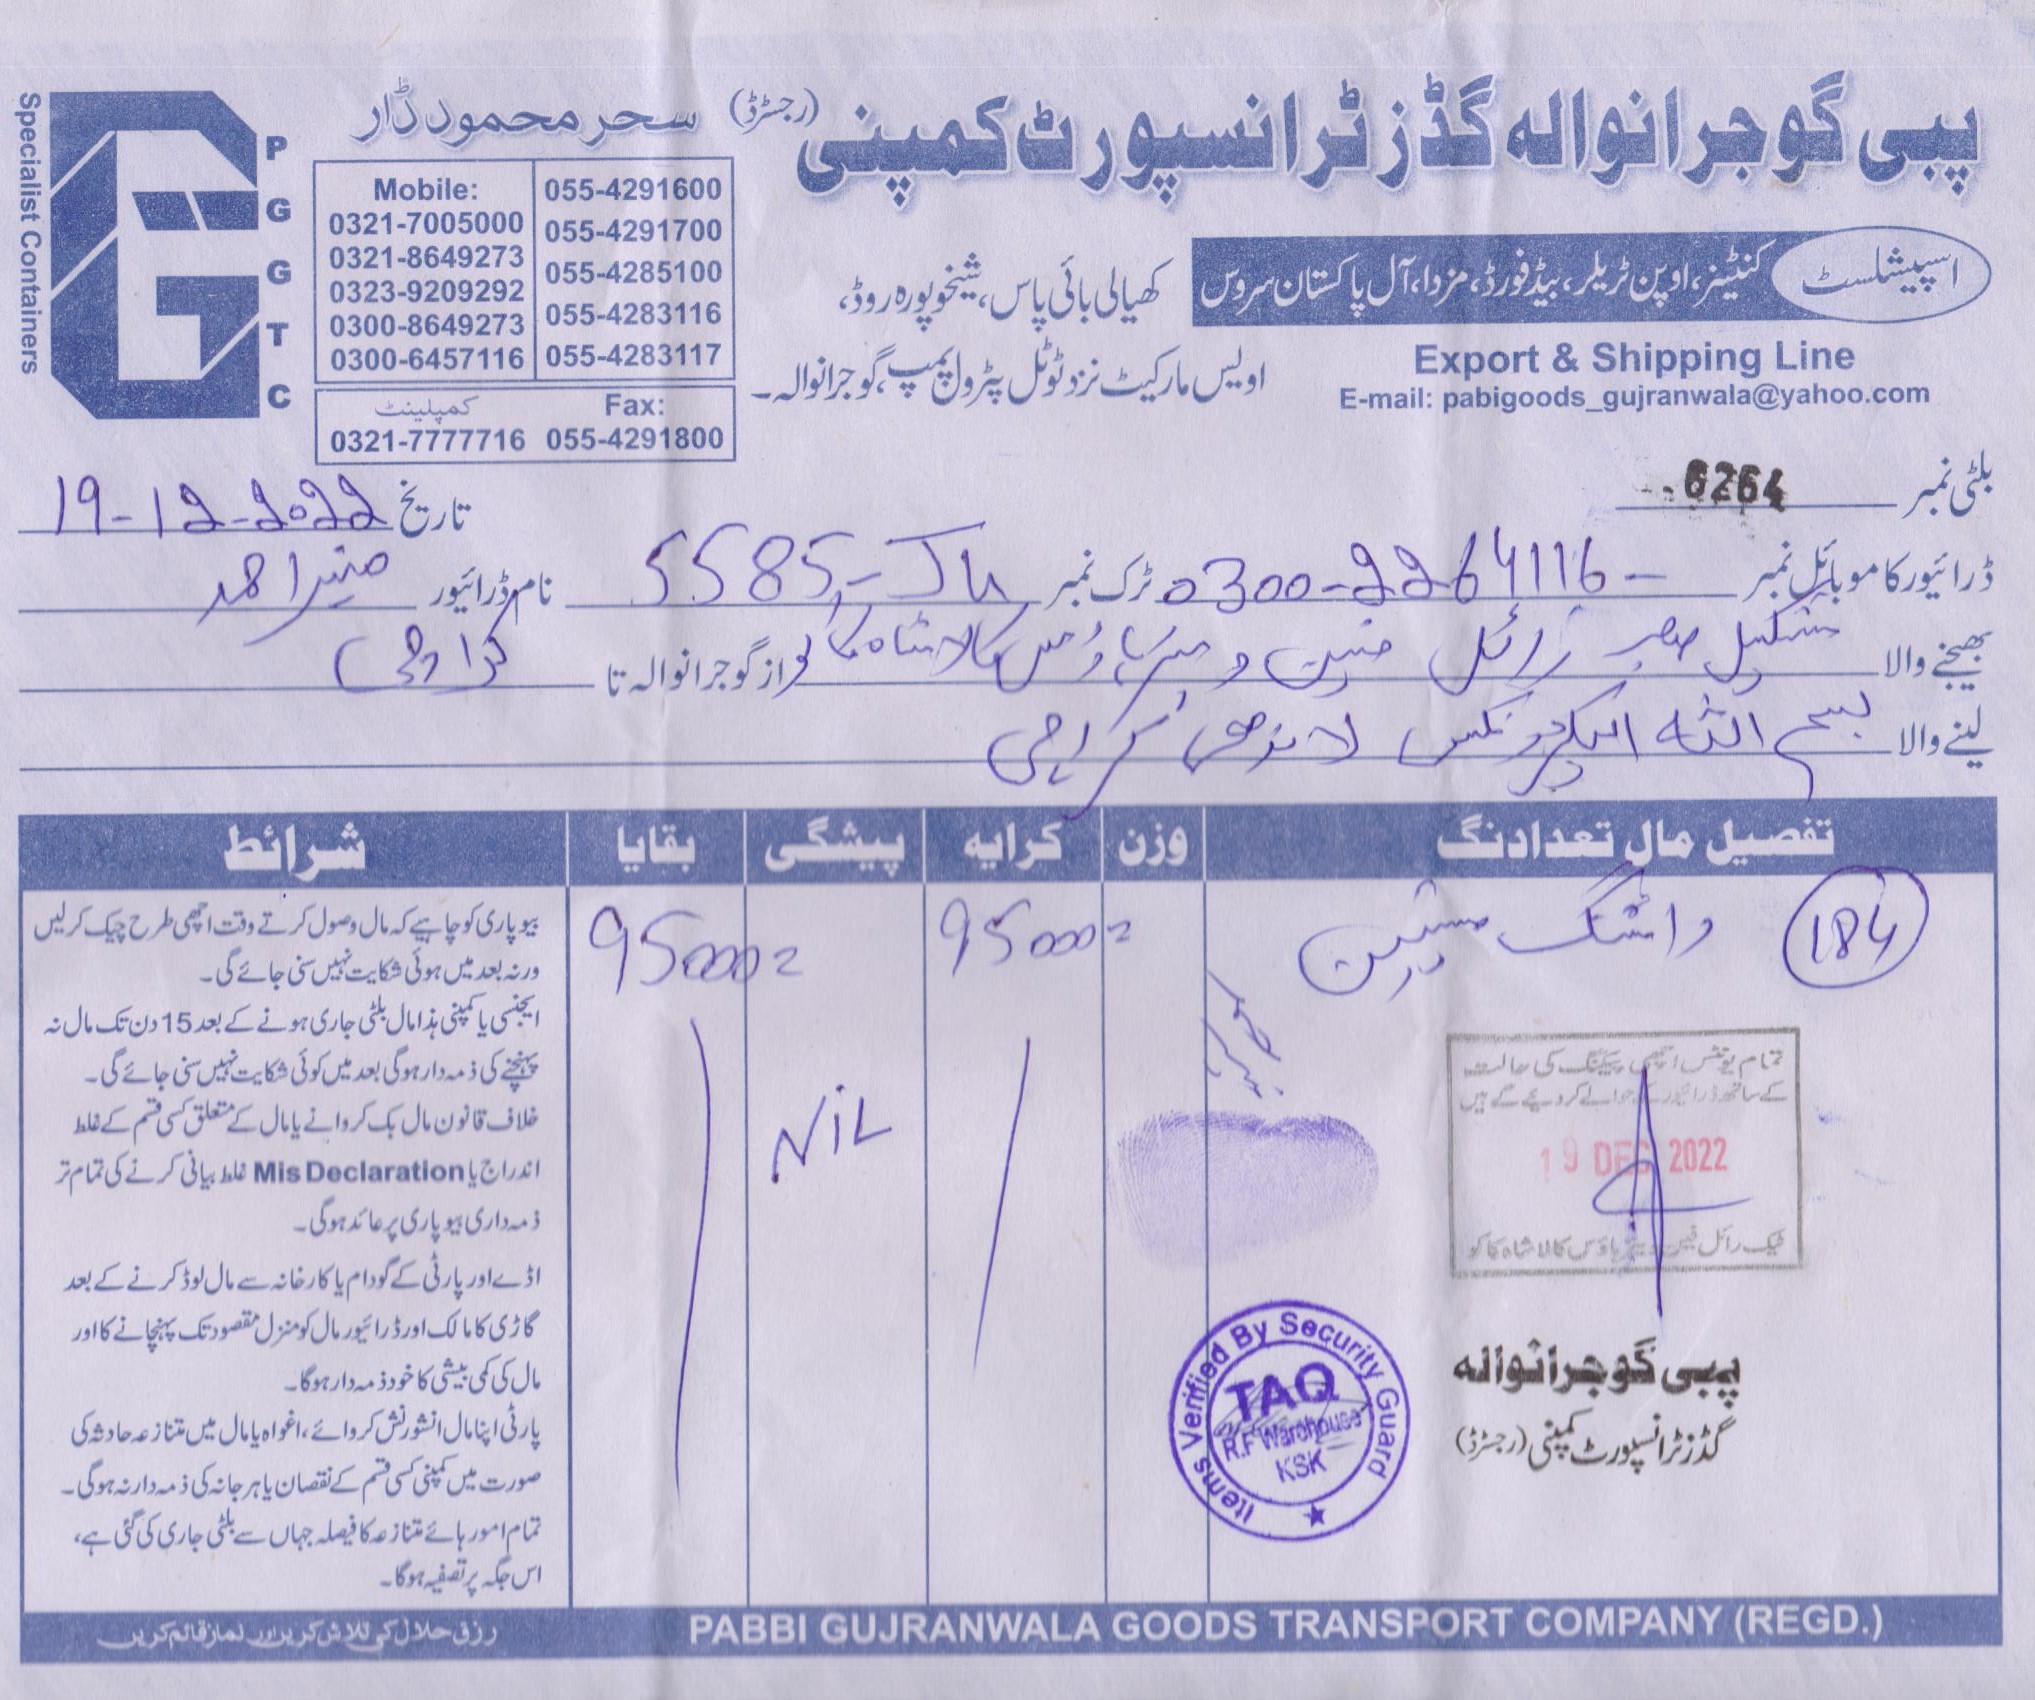 پبی گوجرانوالہ گڈز ٹرانسپورٹ کمپنی (رجسٹرڈ)
سحر محمود ڈار
P G G T C
Specialist Containers
Mobile:
0321-7005000
0321-8649273
0323-9209292
0300-8649273
0300-6457116
055-4291600
055-4291700
055-4285100
055-4283116
055-4283117
کمپلینٹ
0321-7777716
Fax:
055-4291800
اسپیشلسٹ کنٹینر، اوپن ٹریلر، بیڈفورڈ، مزدا، آل پاکستان سروس
کھیالی بائی پاس، شیخوپورہ روڈ،
اویس مارکیٹ نزد ٹوٹل پٹرول پمپ، گوجرانوالہ۔
Export & Shipping Line
E-mail: pabigoods_gujranwala@yahoo.com
بلٹی نمبر 6264
تاریخ 19-12-2022
ڈرائیور کا موبائل نمبر 0300-2264116 ٹرک نمبر 5585 نام ڈرائیور منیر احمد
بھیجنے والا از گوجرانوالہ تا کراچی
لینے والا بسم اللہ الیکٹرونکس لانڈھی کراچی
تفصیل مال تعداد نگ وزن کرایہ پیشگی بقایا شرائط
184 واشنگ مشین 95000 NiL 95000
بیوپاری کو چاہیے کہ مال وصول کرتے وقت اچھی طرح چیک کر لیں
ورنہ بعد میں ہوئی شکایت نہیں سنی جائے گی۔
ایجنسی یا کمپنی ہذا مال بلٹی جاری ہونے کے بعد 15 دن تک مال نہ
پہنچنے کی ذمہ دار ہوگی بعد میں کوئی شکایت نہیں سنی جائے گی۔
خلاف قانون مال بک کروانے یا مال کے متعلق کسی قسم کے غلط
اندراج یا Mis Declaration غلط بیانی کرنے کی تمام تر
ذمہ داری بیوپاری پر عائد ہوگی۔
اڈے اور پارٹی کے گودام یا کارخانہ سے مال لوڈ کرنے کے بعد
گاڑی کا مالک اور ڈرائیور مال کو منزل مقصود تک پہنچانے کا اور
مال کی کمی بیشی کا خود ذمہ دار ہوگا۔
پارٹی اپنا مال انشورنش کروائے، اغواہ یا مال میں متنازعہ حادثہ کی
صورت میں کمپنی کسی قسم کے نقصان یا ہرجانہ کی ذمہ دار نہ ہوگی۔
تمام امور ہائے متنازعہ کا فیصلہ جہاں سے بلٹی جاری کی گئی ہے،
اس جگہ پر تصفیہ ہوگا۔
تمام یونٹس اچھی پیکنگ کی حالت
کے ساتھ ڈرائیور کے حوالے کر دیئے گے ہیں
19 DEC 2022
ہاؤس کالا شاہ کاکو
Items Verified By Security Guard
TAQ
R.F Warehouse
KSK
پبی گوجرانوالہ
گڈز ٹرانسپورٹ کمپنی (رجسٹرڈ)
رزق حلال کی تلاش کریں اور نماز قائم کریں
PABBI GUJRANWALA GOODS TRANSPORT COMPANY (REGD.)